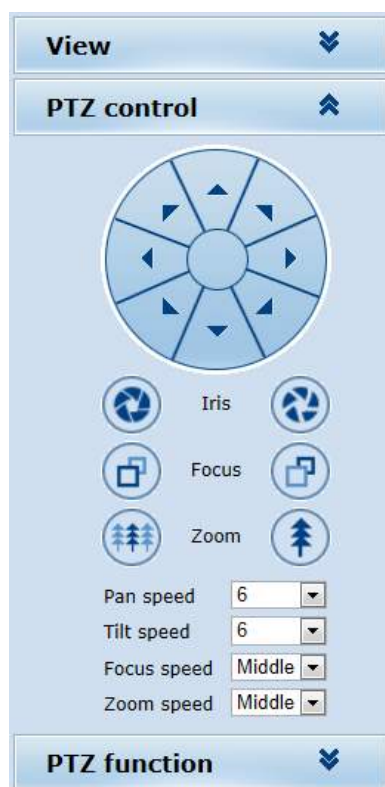 View
PTZ control
Iris
Focus
Zoom
Pan speed 6
Tilt speed 6
Focus speed Middle
Zoom speed Middle
PTZ function